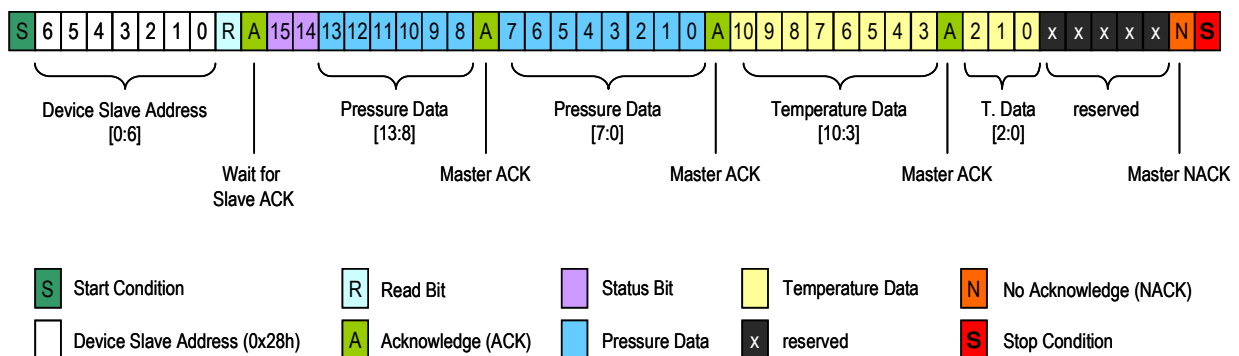 S 6 5 4 3 2 1 0 R A 15 14 13 12 11 10 9 8 A 7 6 5 4 3 2 1 0 A 10 9 8 7 6 5 4 3 A 2 1 0 x x x x x N S
Device Slave Address
[0:6]
Pressure Data
[13:8]
Pressure Data
[7:0]
Temperature Data
[10:3]
T. Data
[2:0]
reserved
Wait for
Slave ACK
Master ACK
Master ACK
Master ACK
Master NACK
S Start Condition
R Read Bit
Status Bit
Temperature Data
N No Acknowledge (NACK)
Device Slave Address (0x28h)
A Acknowledge (ACK)
Pressure Data
x reserved
S Stop Condition